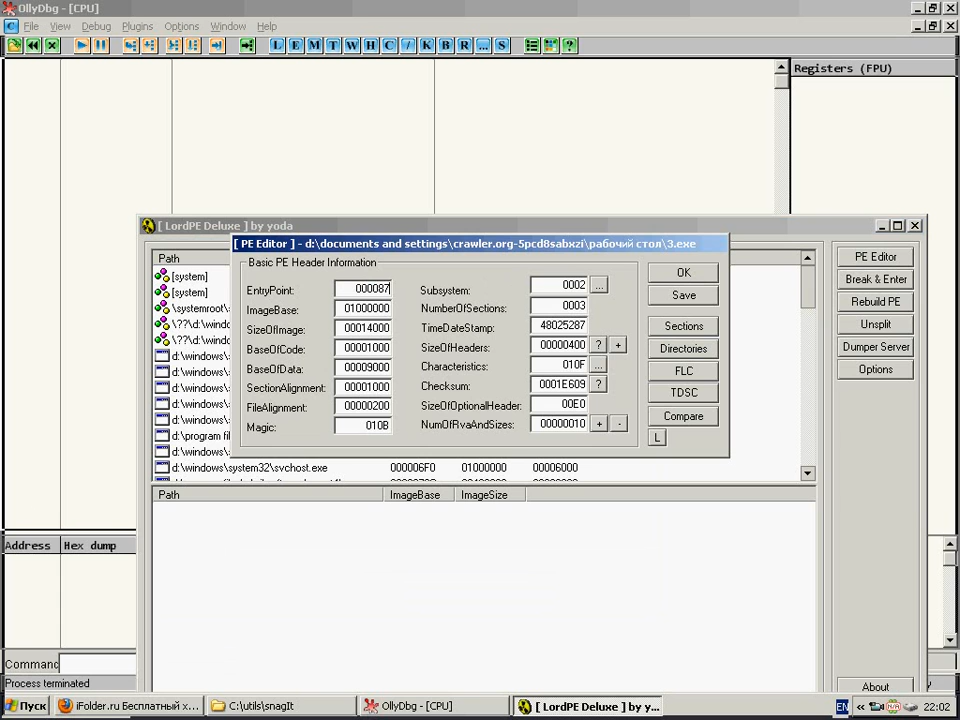 OllyDbg - [CPU]
File View Debug Plugins Options Window Help
L E M T W H C / K B R ... S ?
Registers (FPU)
[ LordPE Deluxe ] by yoda
[ PE Editor ] - d:\documents and settings\crawler.org-5pcd8sabxzi\рабочий стол\3.exe
Basic PE Header Information
EntryPoint: 000087
ImageBase: 01000000
SizeOfImage: 00014000
BaseOfCode: 00001000
BaseOfData: 00009000
SectionAlignment: 00001000
FileAlignment: 00000200
Magic: 010B
Subsystem: 0002 ...
NumberOfSections: 0003
TimeDateStamp: 48025287
SizeOfHeaders: 00000400 ? +
Characteristics: 010F ...
Checksum: 0001E609 ?
SizeOfOptionalHeader: 00E0
NumOfRvaAndSizes: 00000010 + -
OK
Save
Sections
Directories
FLC
TDSC
Compare
L
Path
[system]
[system]
\systemroot\
\??\d:\windo
\??\d:\windo
d:\windows\
d:\windows\
d:\windows\
d:\windows\
d:\windows\
d:\program fil
d:\windows\
d:\windows\system32\svchost.exe 000006F0 01000000 00006000
Path ImageBase ImageSize
PE Editor
Break & Enter
Rebuild PE
Unsplit
Dumper Server
Options
About
Address Hex dump
Command
Process terminated
Пуск iFolder.ru Бесплатный х... C:\utils\snagIt OllyDbg - [CPU] [ LordPE Deluxe ] by y... EN « 22:02